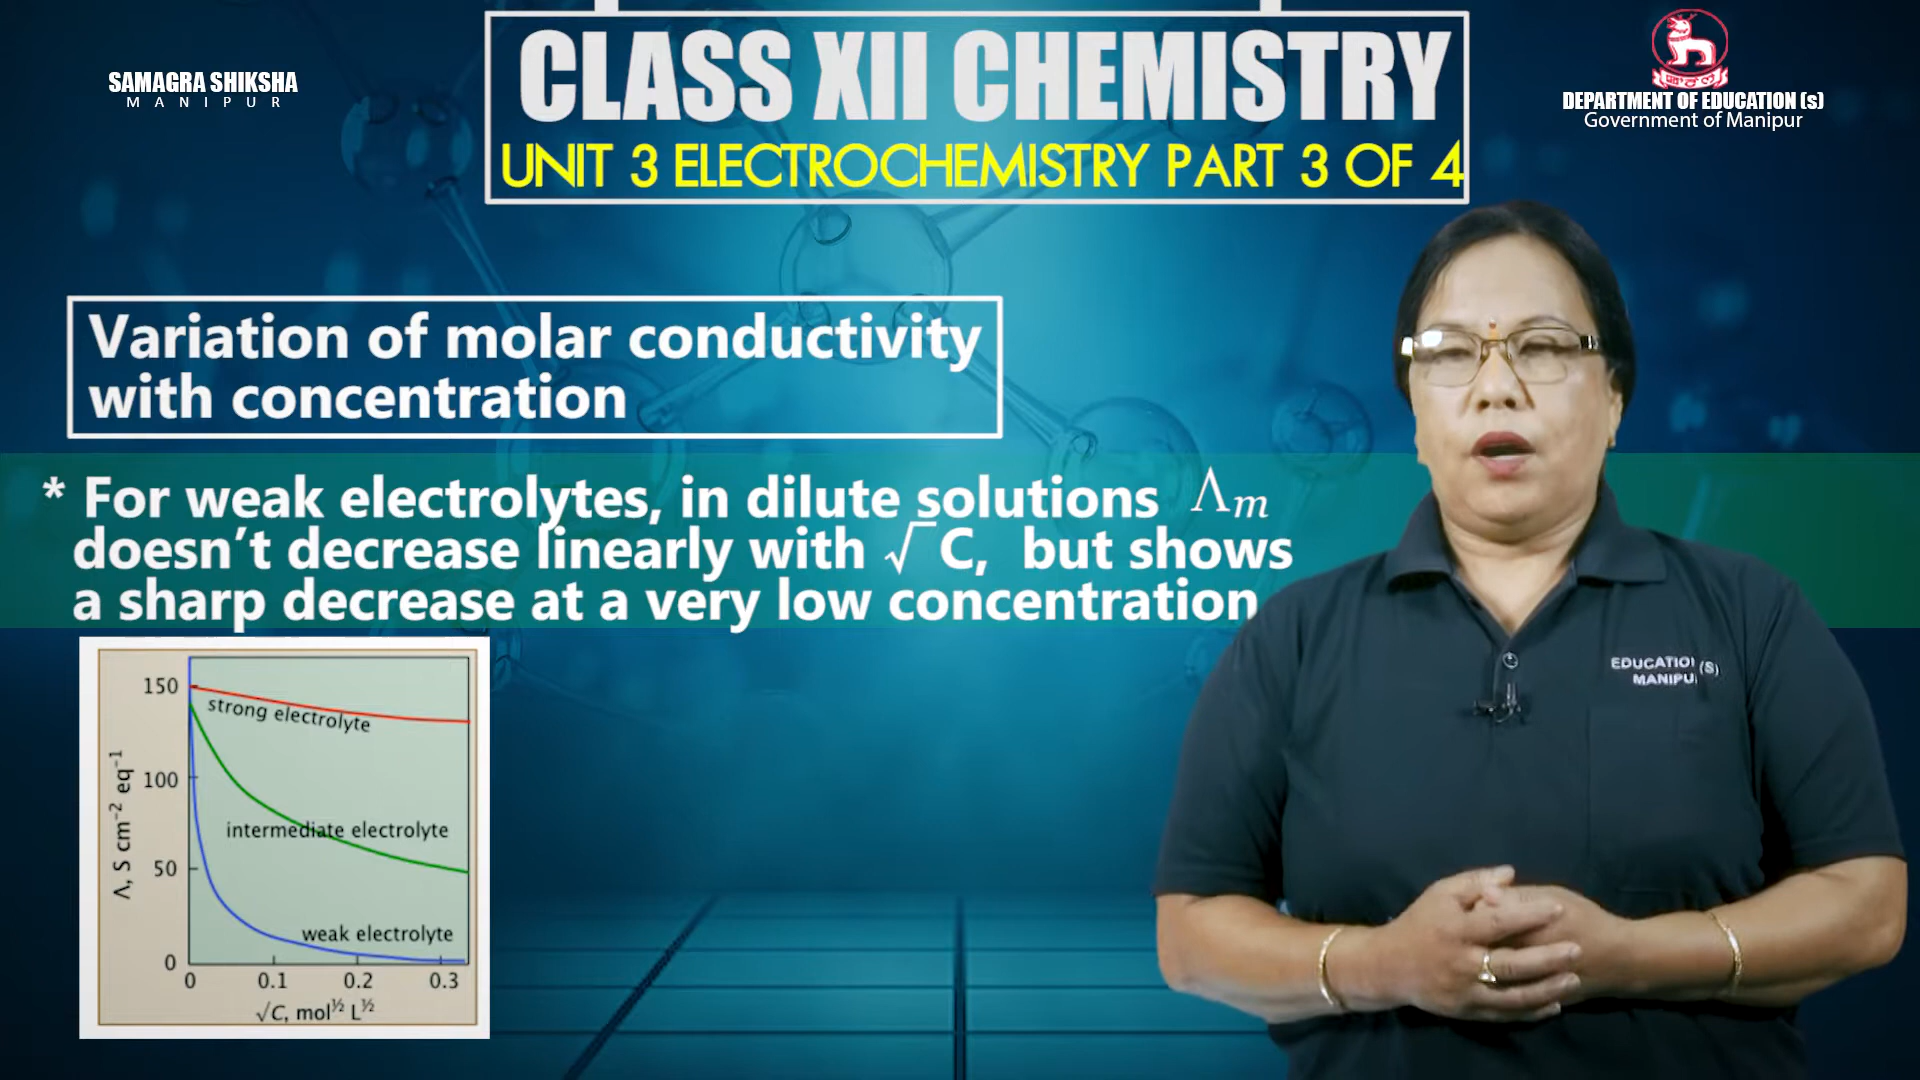 SAMAGRA SHIKSHA
MANIPUR
CLASS XII CHEMISTRY
UNIT 3 ELECTROCHEMISTRY PART 3 OF 4
DEPARTMENT OF EDUCATION (s)
Government of Manipur
Variation of molar conductivity
with concentration
* For weak electrolytes, in dilute solutions Λm
doesn't decrease linearly with √C, but shows
a sharp decrease at a very low concentration
EDUCATIO (S)
MANIPU
150
100
50
0
Λ, S cm⁻² eq⁻¹
strong electrolyte
intermediate electrolyte
weak electrolyte
0 0.1 0.2 0.3
√C, mol½ L½